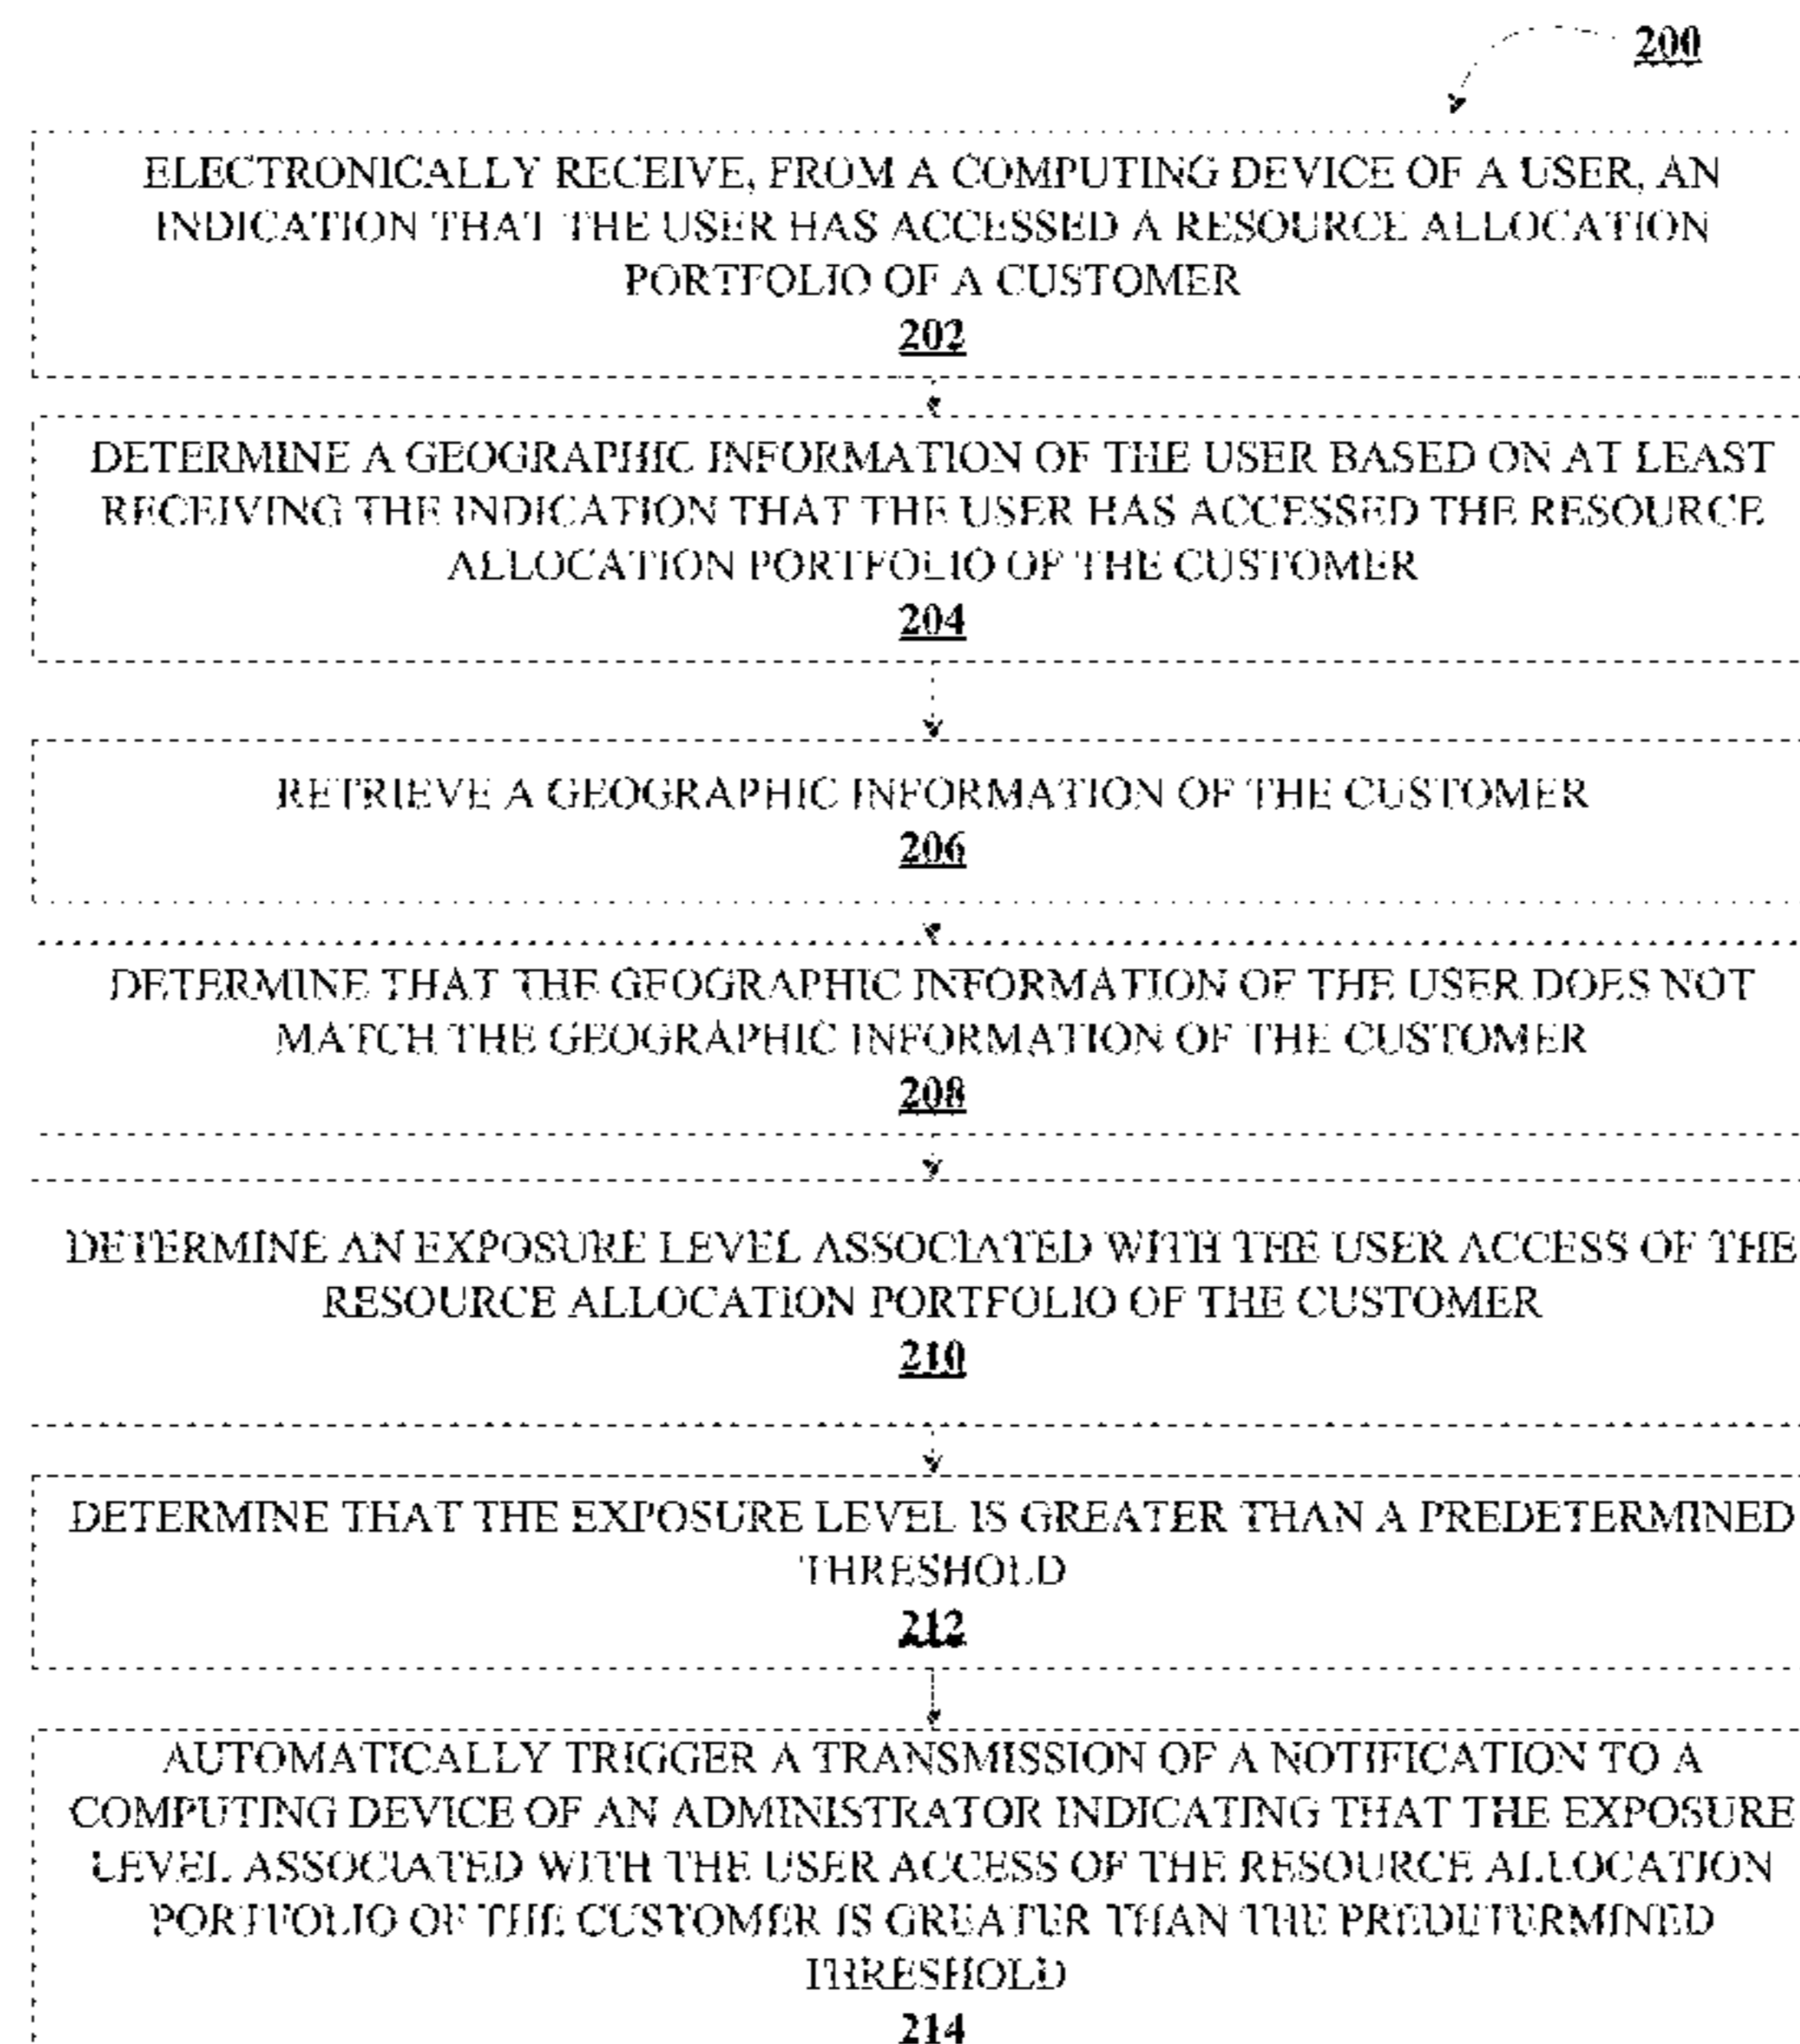 200
ELECTRONICALLY RECEIVE, FROM A COMPUTING DEVICE OF A USER, AN
INDICATION THAT THE USER HAS ACCESSED A RESOURCE ALLOCATION
PORTFOLIO OF A CUSTOMER
202
DETERMINE A GEOGRAPHIC INFORMATION OF THE USER BASED ON AT LEAST
RECEIVING THE INDICATION THAT THE USER HAS ACCESSED THE RESOURCE
ALLOCATION PORTFOLIO OF THE CUSTOMER
204
RETRIEVE A GEOGRAPHIC INFORMATION OF THE CUSTOMER
206
DETERMINE THAT THE GEOGRAPHIC INFORMATION OF THE USER DOES NOT
MATCH THE GEOGRAPHIC INFORMATION OF THE CUSTOMER
208
DETERMINE AN EXPOSURE LEVEL ASSOCIATED WITH THE USER ACCESS OF THE
RESOURCE ALLOCATION PORTFOLIO OF THE CUSTOMER
210
DETERMINE THAT THE EXPOSURE LEVEL IS GREATER THAN A PREDETERMINED
THRESHOLD
212
AUTOMATICALLY TRIGGER A TRANSMISSION OF A NOTIFICATION TO A
COMPUTING DEVICE OF AN ADMINISTRATOR INDICATING THAT THE EXPOSURE
LEVEL ASSOCIATED WITH THE USER ACCESS OF THE RESOURCE ALLOCATION
PORTFOLIO OF THE CUSTOMER IS GREATER THAN THE PREDETERMINED
THRESHOLD
214